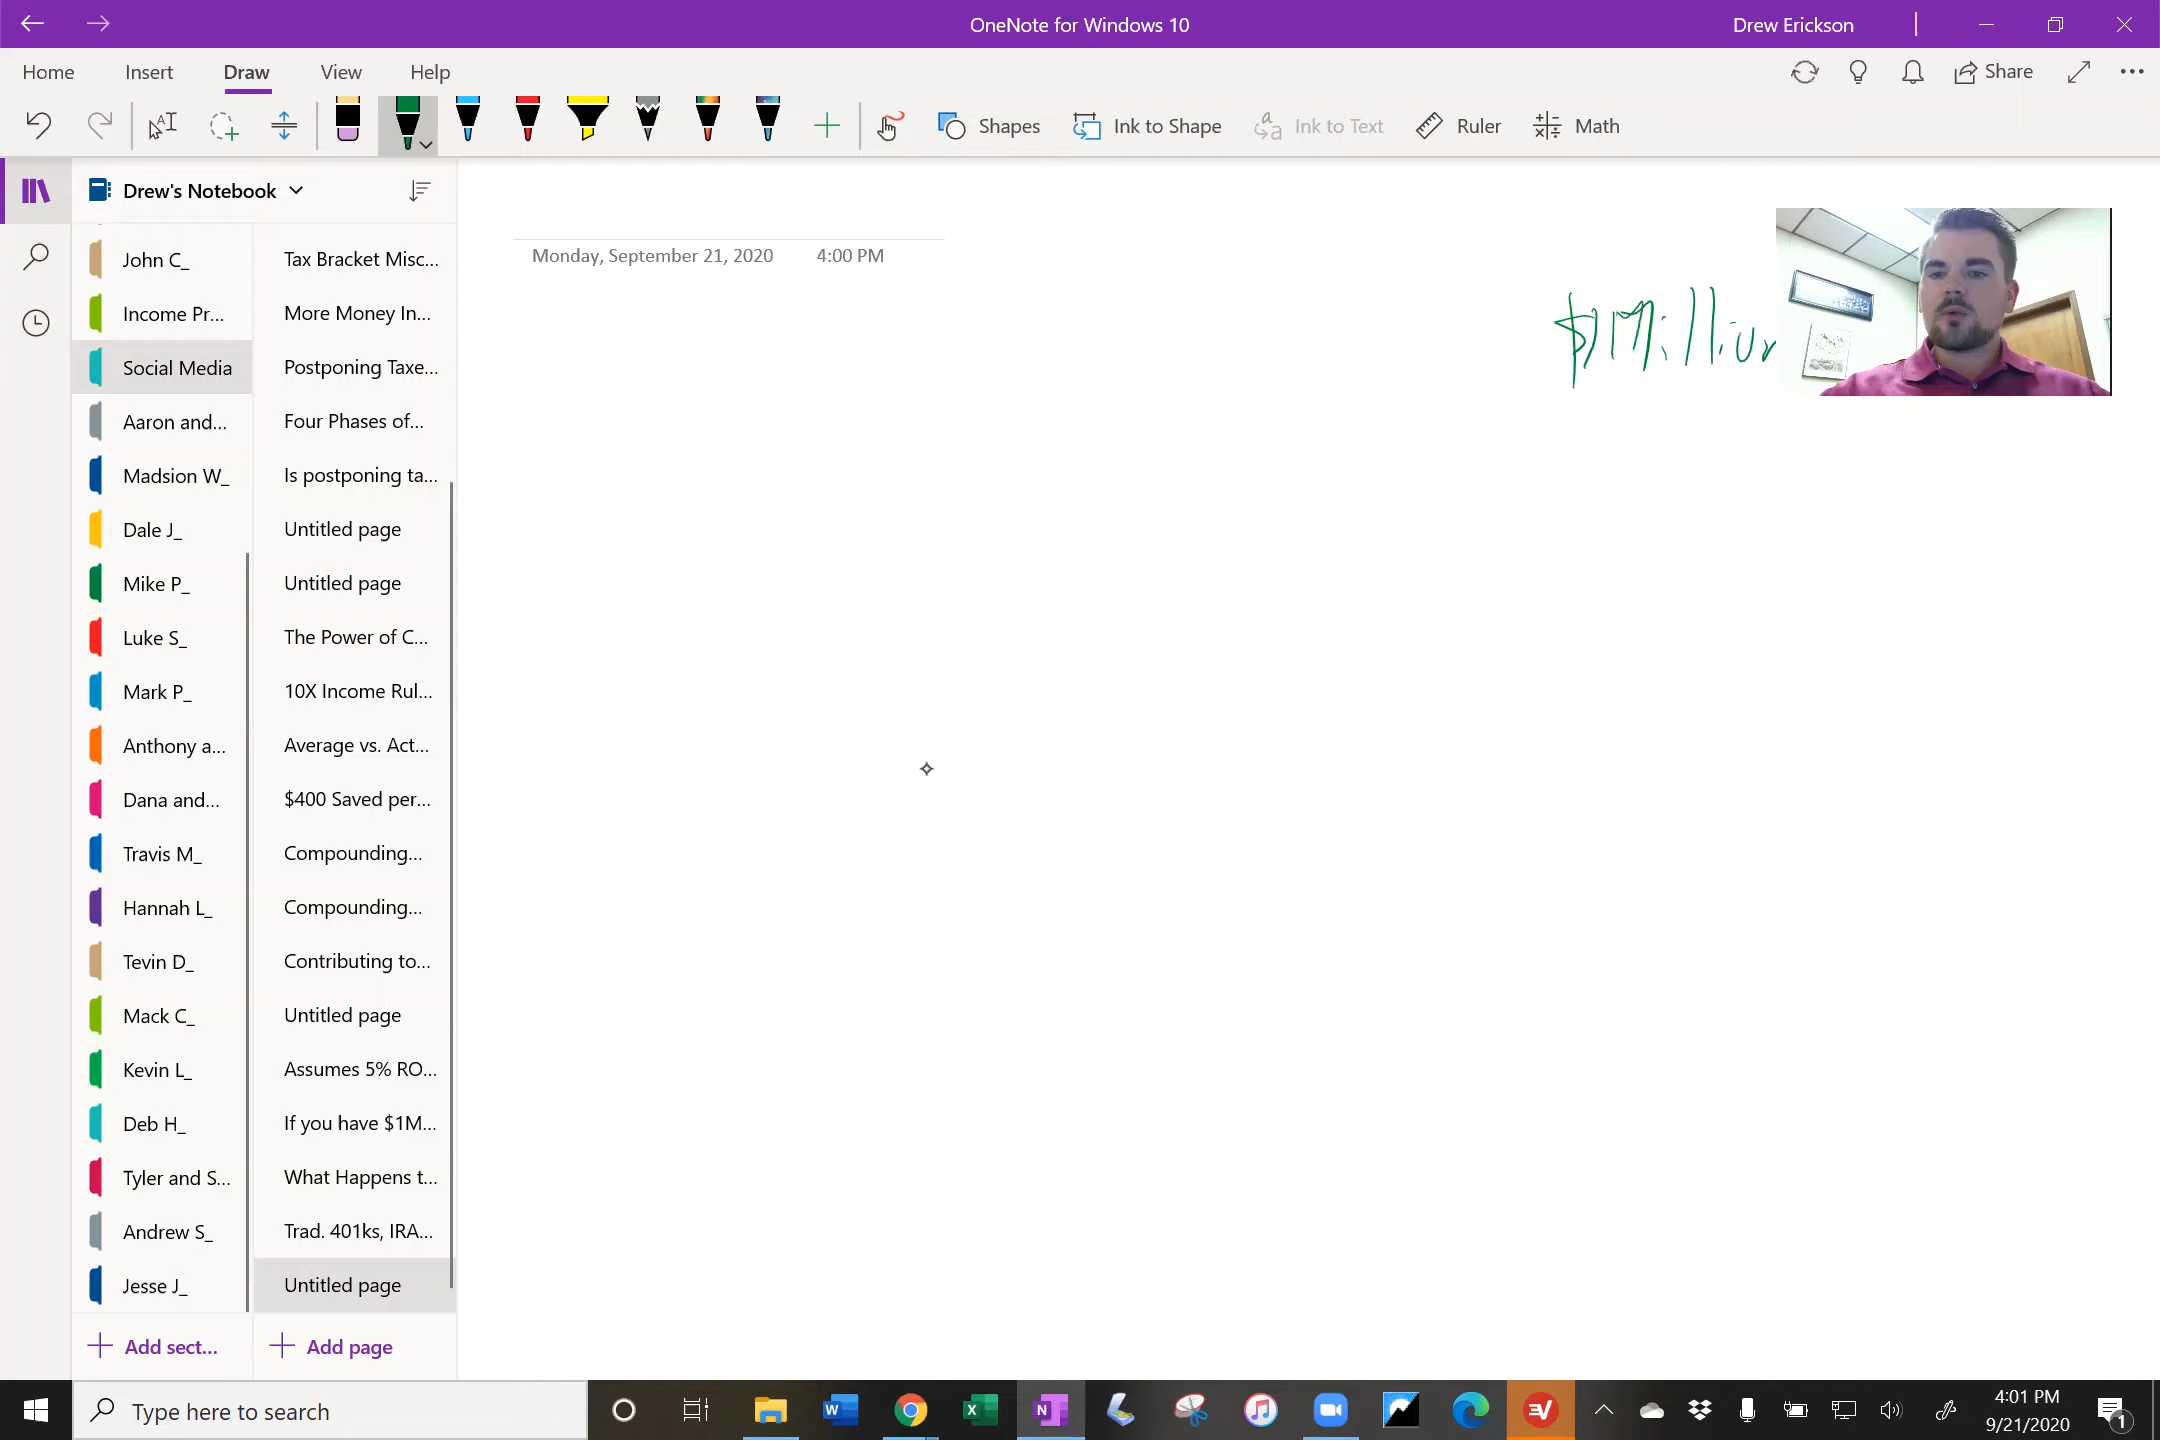 OneNote for Windows 10
Drew Erickson
Home Insert Draw View Help
Share
Shapes Ink to Shape Ink to Text Ruler Math
Drew's Notebook
John C_
Income Pr...
Social Media
Aaron and...
Madsion W_
Dale J_
Mike P_
Luke S_
Mark P_
Anthony a...
Dana and...
Travis M_
Hannah L_
Tevin D_
Mack C_
Kevin L_
Deb H_
Tyler and S...
Andrew S_
Jesse J_
Add sect...
Tax Bracket Misc...
More Money In...
Postponing Taxe...
Four Phases of...
Is postponing ta...
Untitled page
Untitled page
The Power of C...
10X Income Rul...
Average vs. Act...
$400 Saved per...
Compounding...
Compounding...
Contributing to...
Untitled page
Assumes 5% RO...
If you have $1M...
What Happens t...
Trad. 401ks, IRA...
Untitled page
Add page
Monday, September 21, 2020 4:00 PM
$1Million
Type here to search
4:01 PM
9/21/2020
1